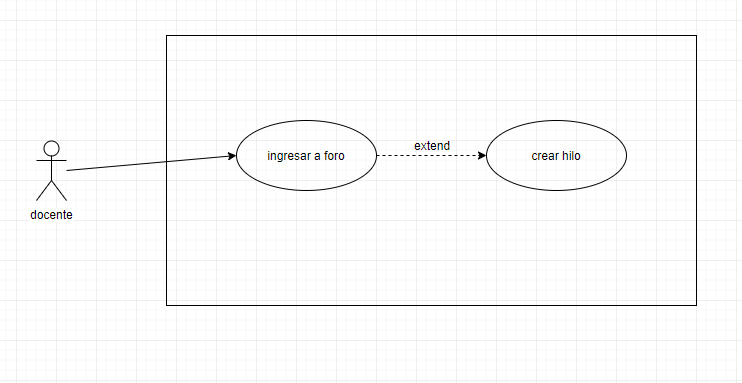 ingresar a foro
extend
crear hilo
docente